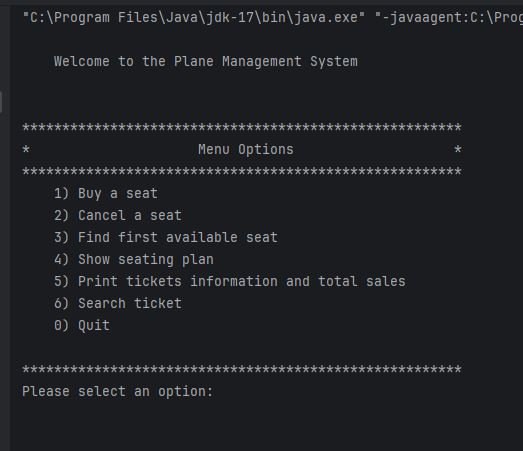 "C:\Program Files\Java\jdk-17\bin\java.exe" "-javaagent:C:\Prog
Welcome to the Plane Management System
*******************************************************
*                     Menu Options                    *
*******************************************************
1) Buy a seat
2) Cancel a seat
3) Find first available seat
4) Show seating plan
5) Print tickets information and total sales
6) Search ticket
0) Quit
*******************************************************
Please select an option: